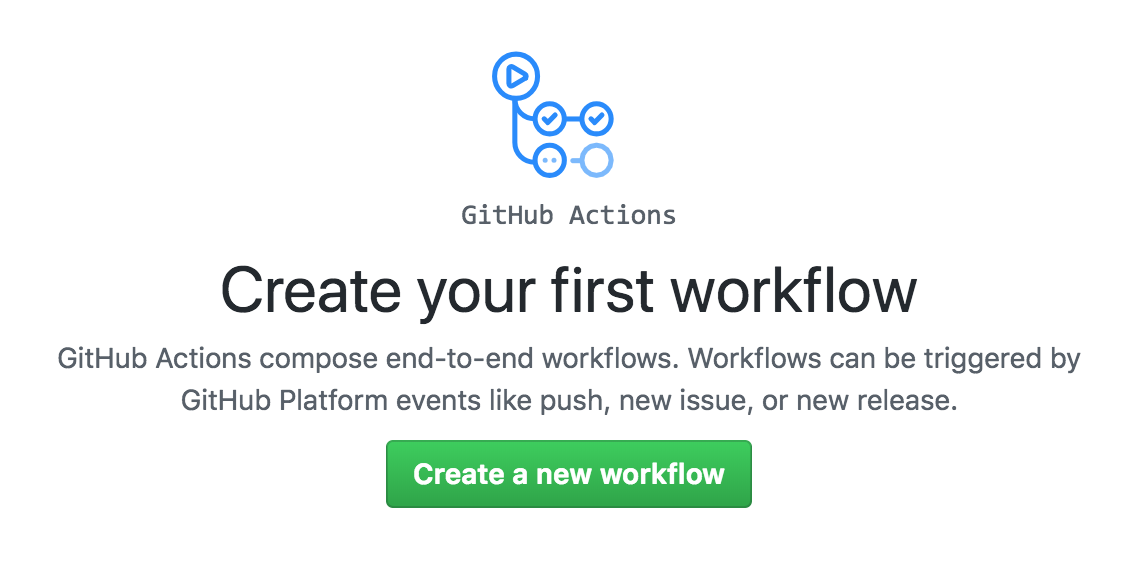 GitHub Actions
Create your first workflow
GitHub Actions compose end-to-end workflows. Workflows can be triggered by
GitHub Platform events like push, new issue, or new release.
Create a new workflow